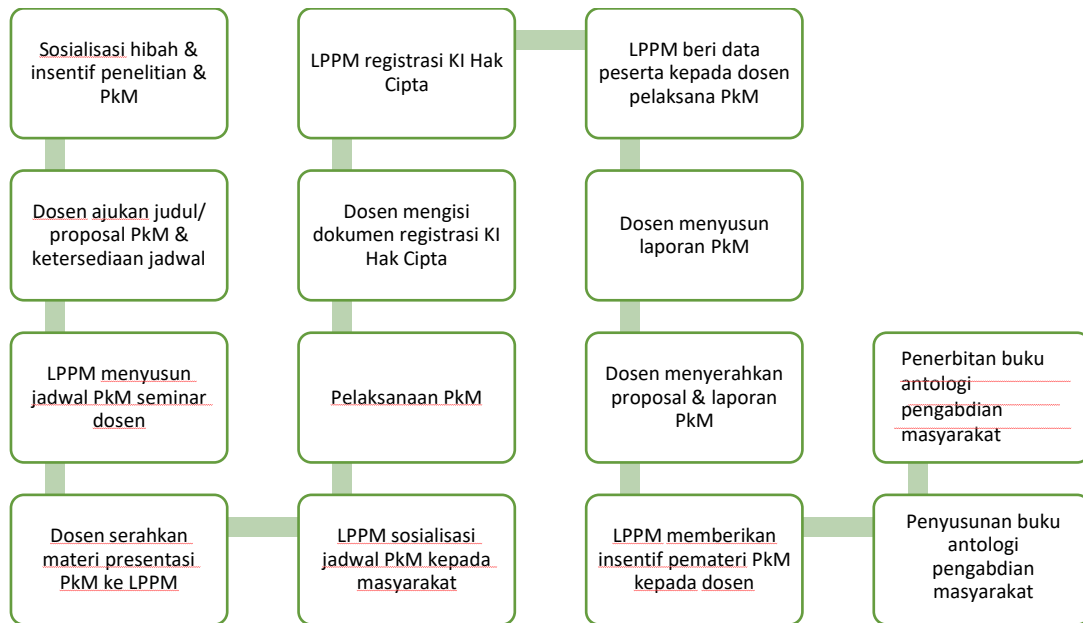 Sosialisasi hibah &
insentif penelitian &
PkM
Dosen ajukan judul/
proposal PkM &
ketersediaan jadwal
LPPM menyusun
jadwal PkM seminar
dosen
Dosen serahkan
materi presentasi
PkM ke LPPM
LPPM sosialisasi
jadwal PkM kepada
masyarakat
Pelaksanaan PkM
Dosen mengisi
dokumen registrasi KI
Hak Cipta
LPPM registrasi KI Hak
Cipta
LPPM beri data
peserta kepada dosen
pelaksana PkM
Dosen menyusun
laporan PkM
Dosen menyerahkan
proposal & laporan
PkM
LPPM memberikan
insentif pemateri PkM
kepada dosen
Penyusunan buku
antologi
pengabdian
masyarakat
Penerbitan buku
antologi
pengabdian
masyarakat